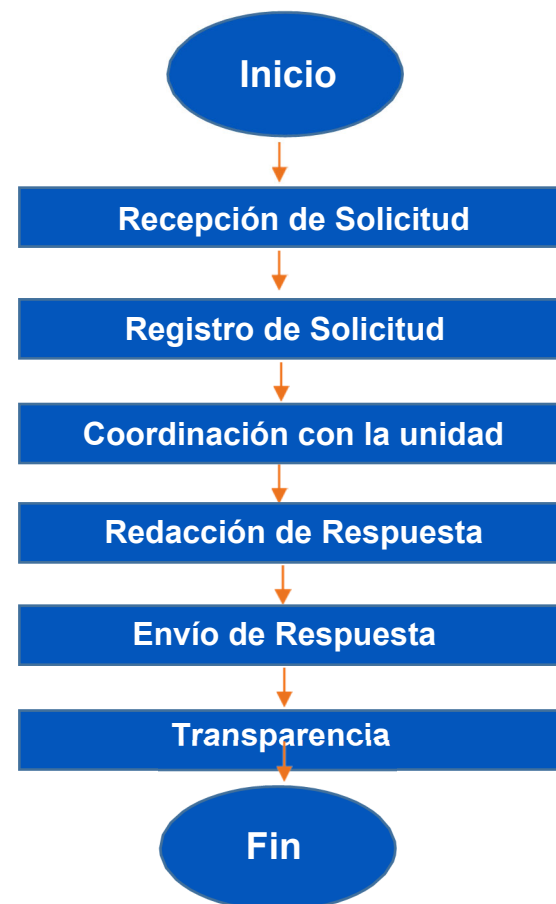 Inicio
Recepción de Solicitud
Registro de Solicitud
Coordinación con la unidad
Redacción de Respuesta
Envío de Respuesta
Transparencia
Fin